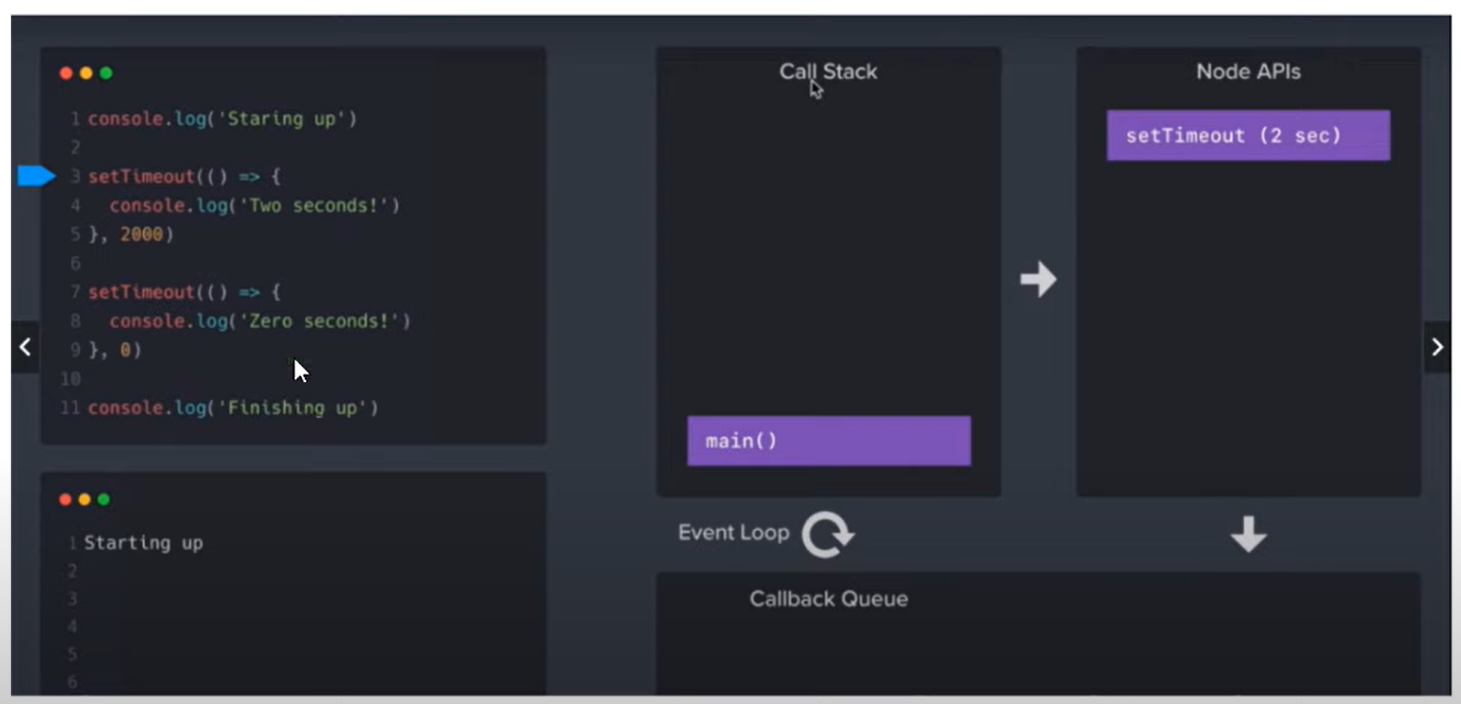 1 console.log('Staring up')
2
3 setTimeout(() => {
4 console.log('Two seconds!')
5 }, 2000)
6
7 setTimeout(() => {
8 console.log('Zero seconds!')
9 }, 0)
10
11 console.log('Finishing up')
1 Starting up
2
3
4
5
6
Call Stack
main()
Event Loop
Node APIs
setTimeout (2 sec)
Callback Queue